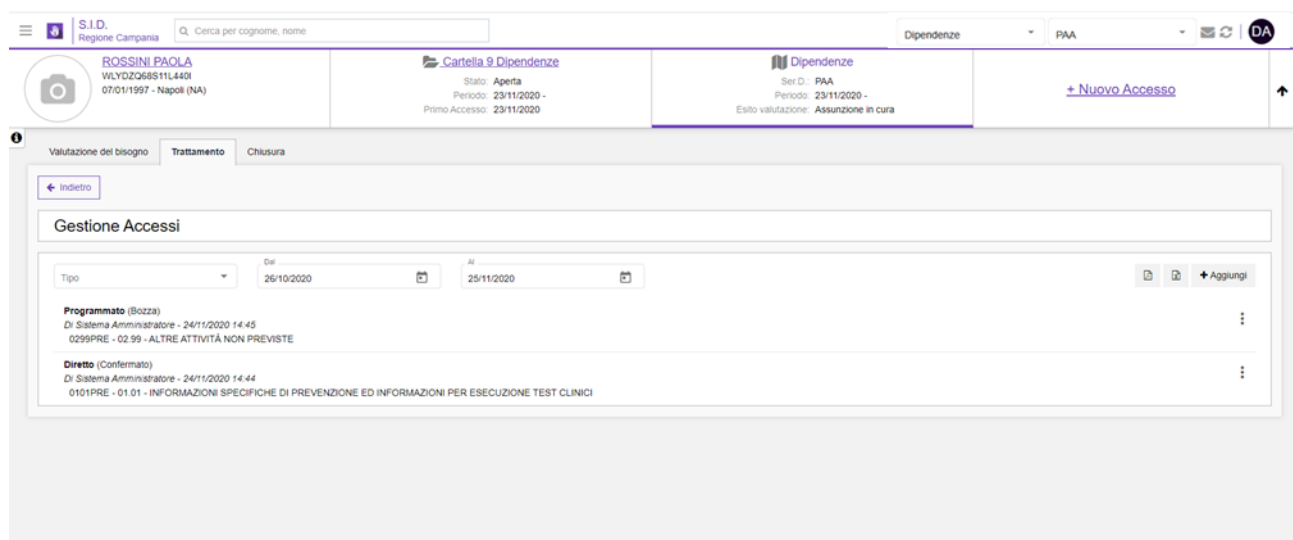 S.I.D.
Regione Campania
Cerca per cognome, nome
Dipendenze
PAA
DA
ROSSINI PAOLA
WLYDZQ68S11L440I
07/01/1997 - Napoli (NA)
Cartella 9 Dipendenze
Stato: Aperta
Periodo: 23/11/2020 -
Primo Accesso: 23/11/2020
Dipendenze
Ser.D.: PAA
Periodo: 23/11/2020 -
Esito valutazione: Assunzione in cura
+ Nuovo Accesso
Valutazione del bisogno
Trattamento
Chiusura
Indietro
Gestione Accessi
Tipo
Dal
26/10/2020
Al
25/11/2020
+ Aggiungi
Programmato (Bozza)
Di Sistema Amministratore - 24/11/2020 14:45
0299PRE - 02.99 - ALTRE ATTIVITÀ NON PREVISTE
Diretto (Confermato)
Di Sistema Amministratore - 24/11/2020 14:44
0101PRE - 01.01 - INFORMAZIONI SPECIFICHE DI PREVENZIONE ED INFORMAZIONI PER ESECUZIONE TEST CLINICI